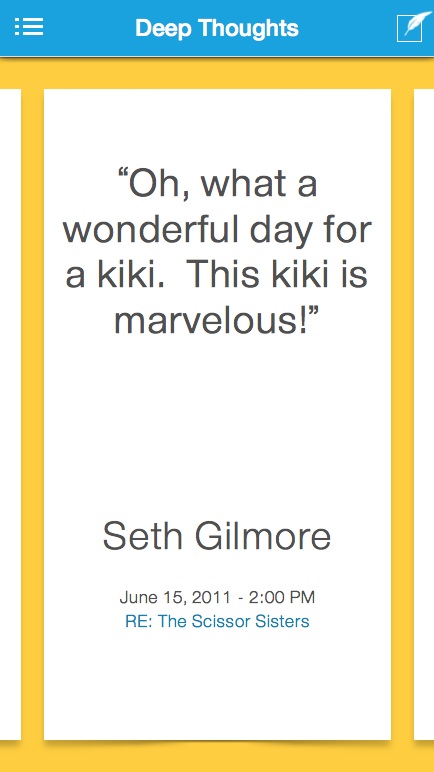 Deep Thoughts
“Oh, what a
wonderful day for
a kiki.  This kiki is
marvelous!”
Seth Gilmore
June 15, 2011 - 2:00 PM
RE: The Scissor Sisters